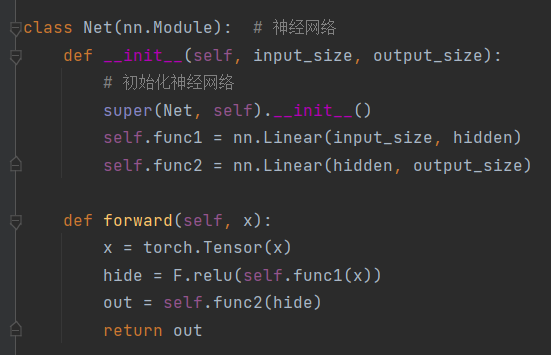 class Net(nn.Module):  # 神经网络
    def __init__(self, input_size, output_size):
        # 初始化神经网络
        super(Net, self).__init__()
        self.func1 = nn.Linear(input_size, hidden)
        self.func2 = nn.Linear(hidden, output_size)
    def forward(self, x):
        x = torch.Tensor(x)
        hide = F.relu(self.func1(x))
        out = self.func2(hide)
        return out